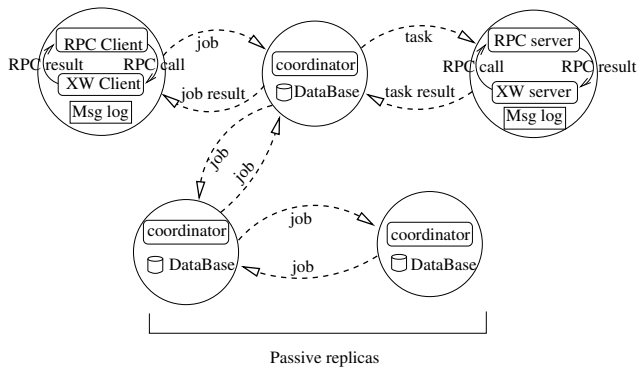 RPC Client
RPC result
RPC call
XW Client
Msg log
job
job result
coordinator
DataBase
task
task result
RPC server
RPC call
RPC result
XW server
Msg log
job
job
coordinator
DataBase
job
job
coordinator
DataBase
Passive replicas